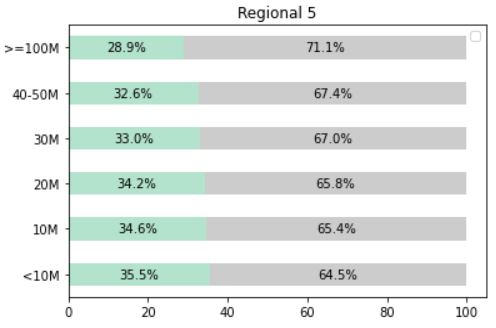 Regional 5
>=100M 28.9% 71.1%
40-50M 32.6% 67.4%
30M 33.0% 67.0%
20M 34.2% 65.8%
10M 34.6% 65.4%
<10M 35.5% 64.5%
0 20 40 60 80 100